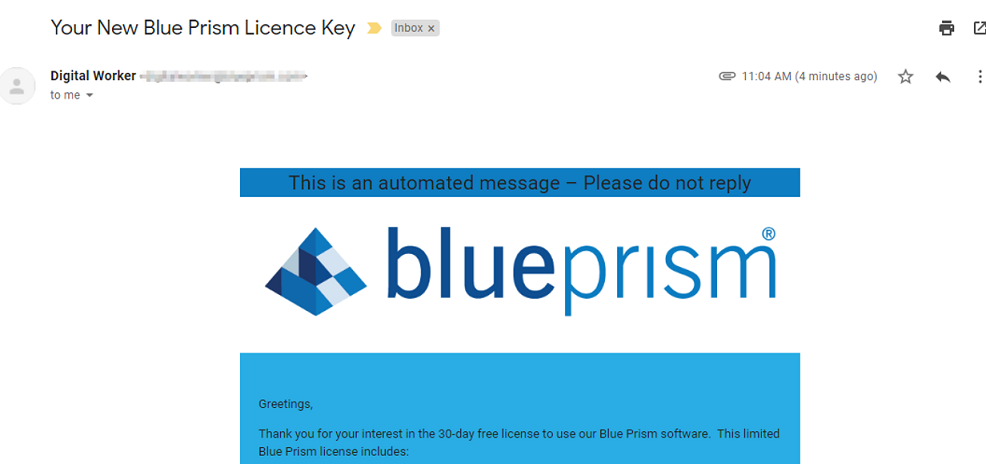 Your New Blue Prism Licence Key Inbox x
Digital Worker 11:04 AM (4 minutes ago)
to me
This is an automated message – Please do not reply
blueprism®
Greetings,
Thank you for your interest in the 30-day free license to use our Blue Prism software. This limited
Blue Prism license includes: